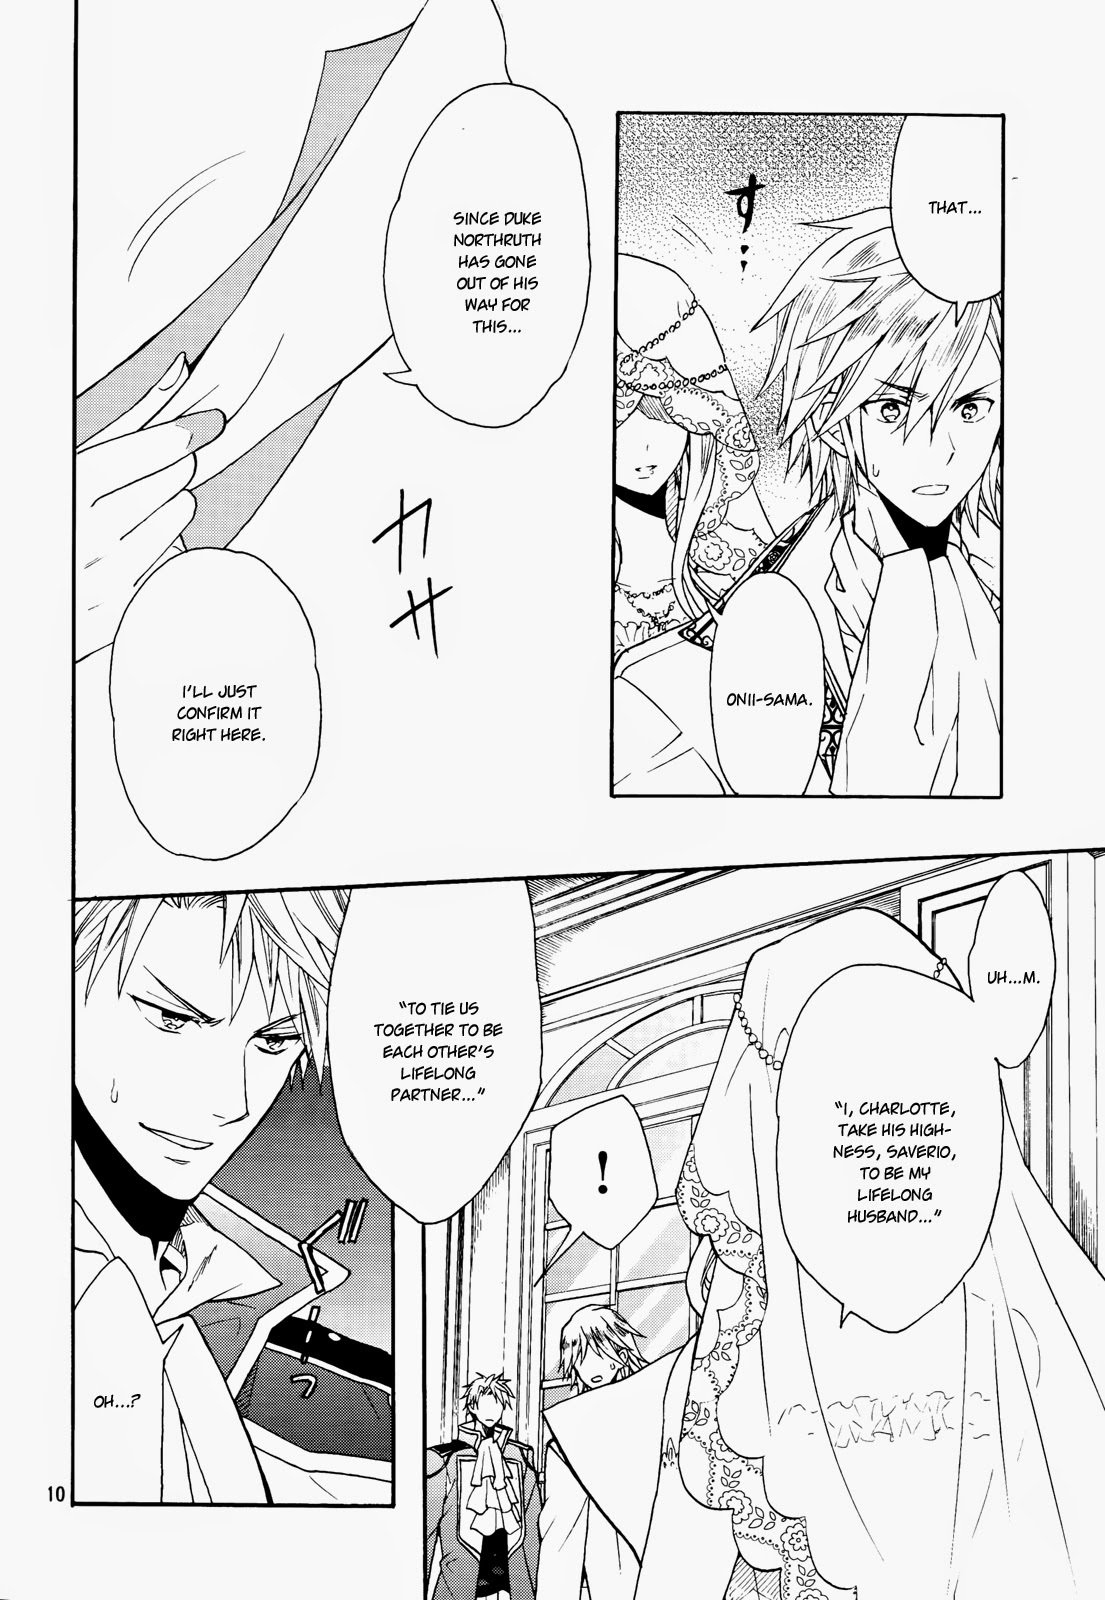 THAT...
す…
ONII-SAMA.
SINCE DUKE
NORTHRUTH
HAS GONE
OUT OF HIS
WAY FOR
THIS...
カサ
I'LL JUST
CONFIRM IT
RIGHT HERE.
UH...M.
"I, CHARLOTTE,
TAKE HIS HIGH-
NESS, SAVERIO,
TO BE MY
LIFELONG
HUSBAND..."
!
"TO TIE US
TOGETHER TO BE
EACH OTHER'S
LIFELONG
PARTNER..."
OH...?
10